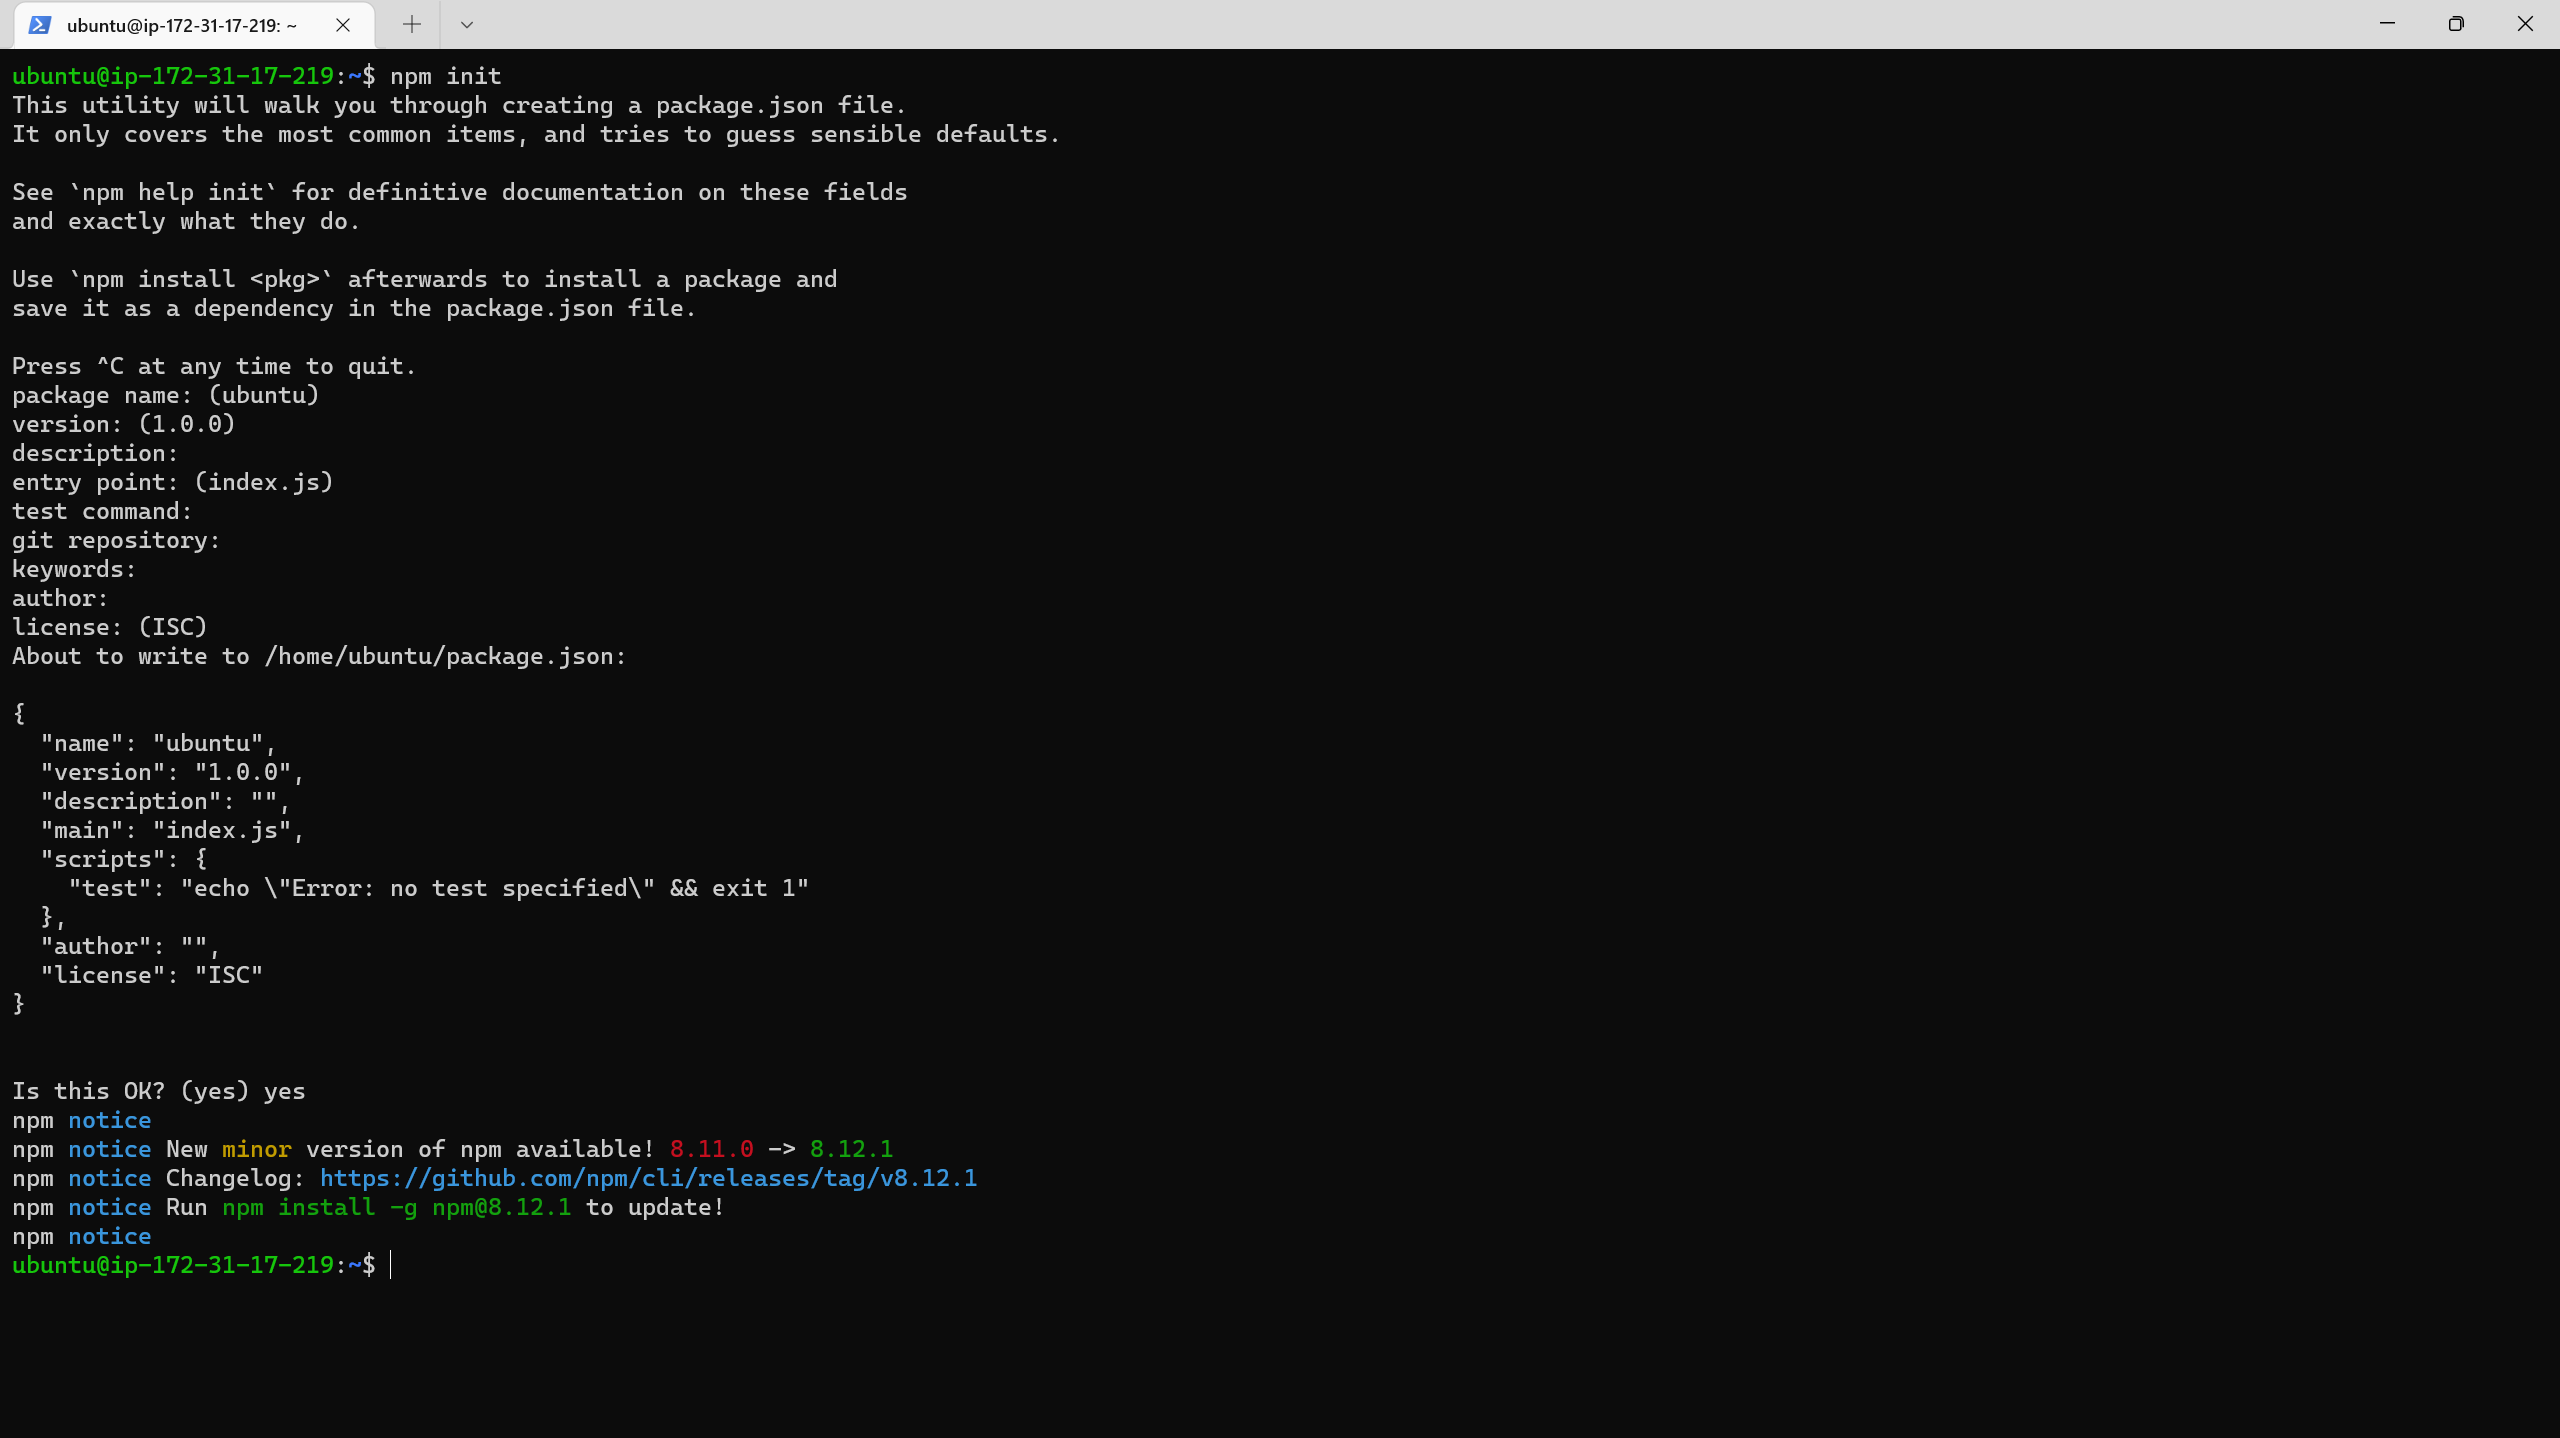 ubuntu@ip-172-31-17-219: ~
ubuntu@ip-172-31-17-219:~$ npm init
This utility will walk you through creating a package.json file.
It only covers the most common items, and tries to guess sensible defaults.

See `npm help init` for definitive documentation on these fields
and exactly what they do.

Use `npm install <pkg>` afterwards to install a package and
save it as a dependency in the package.json file.

Press ^C at any time to quit.
package name: (ubuntu)
version: (1.0.0)
description:
entry point: (index.js)
test command:
git repository:
keywords:
author:
license: (ISC)
About to write to /home/ubuntu/package.json:

{
  "name": "ubuntu",
  "version": "1.0.0",
  "description": "",
  "main": "index.js",
  "scripts": {
    "test": "echo \"Error: no test specified\" && exit 1"
  },
  "author": "",
  "license": "ISC"
}

Is this OK? (yes) yes
npm notice
npm notice New minor version of npm available! 8.11.0 -> 8.12.1
npm notice Changelog: https://github.com/npm/cli/releases/tag/v8.12.1
npm notice Run npm install -g npm@8.12.1 to update!
npm notice
ubuntu@ip-172-31-17-219:~$